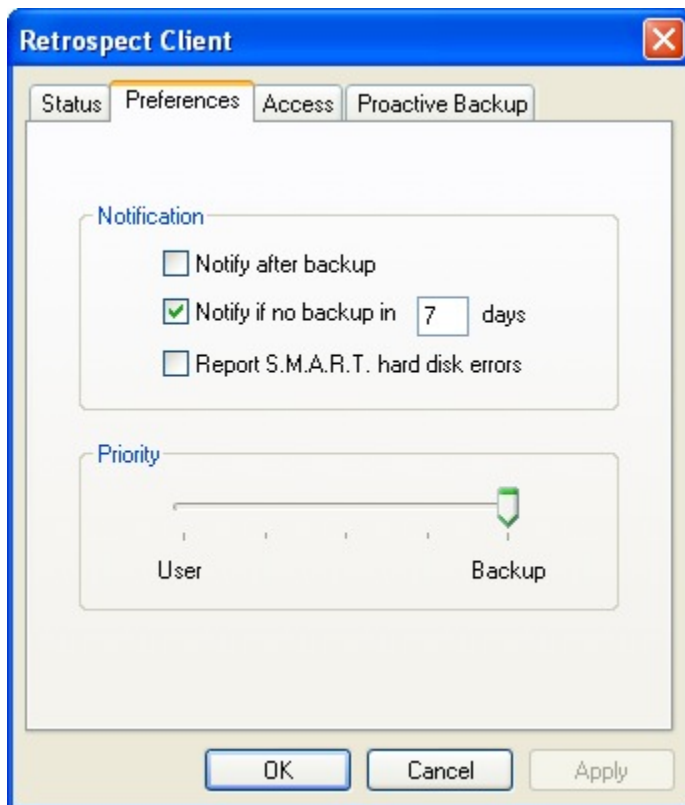 Retrospect Client
Status Preferences Access Proactive Backup
Notification
Notify after backup
Notify if no backup in 7 days
Report S.M.A.R.T. hard disk errors
Priority
User Backup
OK Cancel Apply